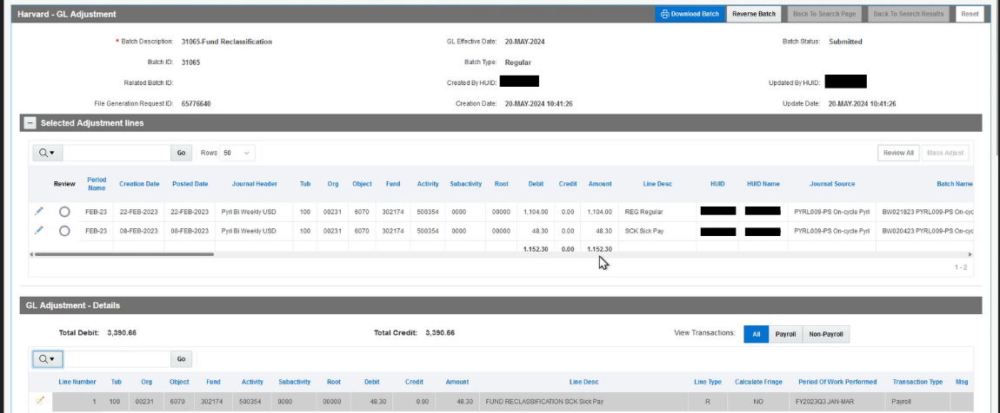 Harvard - GL Adjustment Download Batch Reverse Batch Back To Search Page Back To Search Results Reset
* Batch Description: 31065-Fund Reclassification GL Effective Date: 20-MAY-2024 Batch Status: Submitted
Batch ID: 31065 Batch Type: Regular
Related Batch ID: Created By HUID: Updated By HUID:
File Generation Request ID: 65776640 Creation Date: 20-MAY-2024 10:41:26 Update Date: 20-MAY-2024 10:41:26
Selected Adjustment lines
Go Rows 50 Review All Mass Adjust
Review Period Name Creation Date Posted Date Journal Header Tub Org Object Fund Activity Subactivity Root Debit Credit Amount Line Desc HUID HUID Name Journal Source Batch Name
FEB-23 22-FEB-2023 22-FEB-2023 Pyrl Bi Weekly USD 100 00231 6070 302174 500354 0000 00000 1,104.00 0.00 1,104.00 REG Regular PYRL009-PS On-cycle Pyrl BW021823 PYRL009-PS On-cyc
FEB-23 08-FEB-2023 08-FEB-2023 Pyrl Bi Weekly USD 100 00231 6070 302174 500354 0000 00000 48.30 0.00 48.30 SCK Sick Pay PYRL009-PS On-cycle Pyrl BW020423 PYRL009-PS On-cyc
1,152.30 0.00 1,152.30
1 - 2
GL Adjustment - Details
Total Debit: 3,390.66 Total Credit: 3,390.66 View Transactions: All Payroll Non-Payroll
Go
Line Number Tub Org Object Fund Activity Subactivity Root Debit Credit Amount Line Desc Line Type Calculate Fringe Period Of Work Performed Transaction Type Msg
1 100 00231 6070 302174 500354 0000 00000 48.30 0.00 48.30 FUND RECLASSIFICATION SCK Sick Pay R NO FY2023Q3 JAN-MAR Payroll